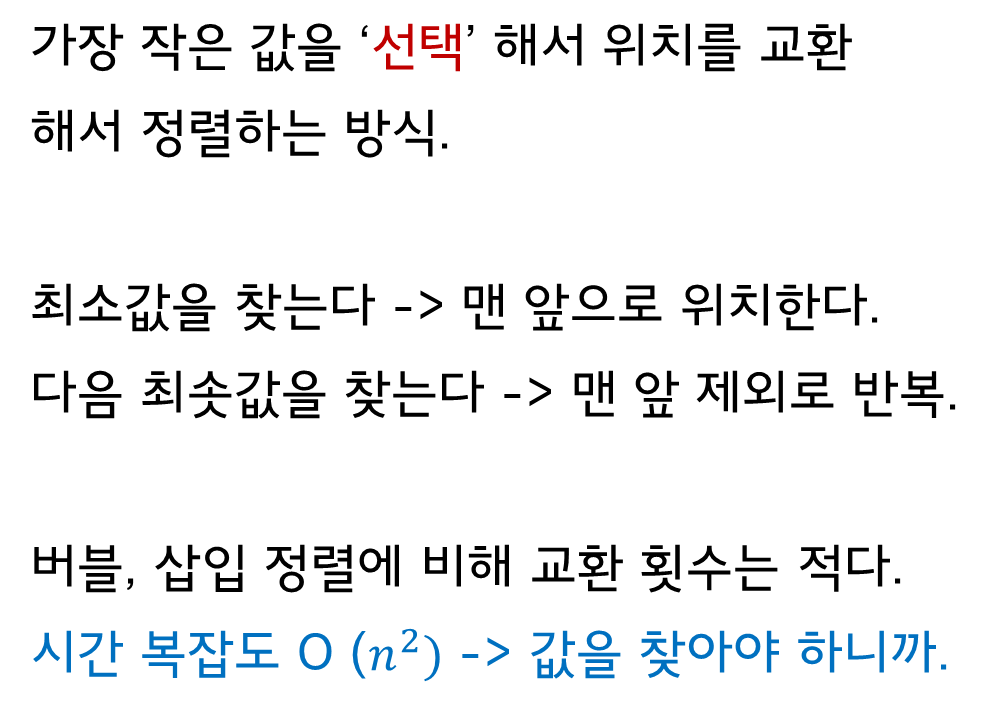 가장 작은 값을 ‘선택’ 해서 위치를 교환
해서 정렬하는 방식.
최소값을 찾는다 -> 맨 앞으로 위치한다.
다음 최솟값을 찾는다 -> 맨 앞 제외로 반복.
버블, 삽입 정렬에 비해 교환 횟수는 적다.
시간 복잡도 O (𝑛²) -> 값을 찾아야 하니까.